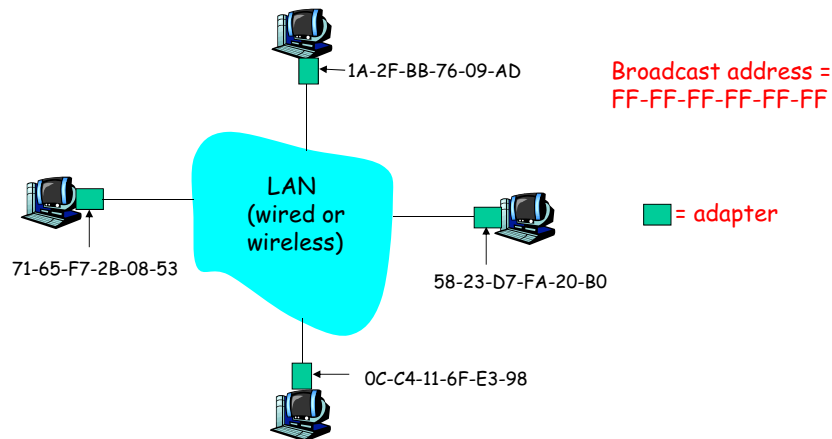 1A-2F-BB-76-09-AD
Broadcast address =
FF-FF-FF-FF-FF-FF
LAN
(wired or
wireless)
= adapter
71-65-F7-2B-08-53
58-23-D7-FA-20-B0
0C-C4-11-6F-E3-98